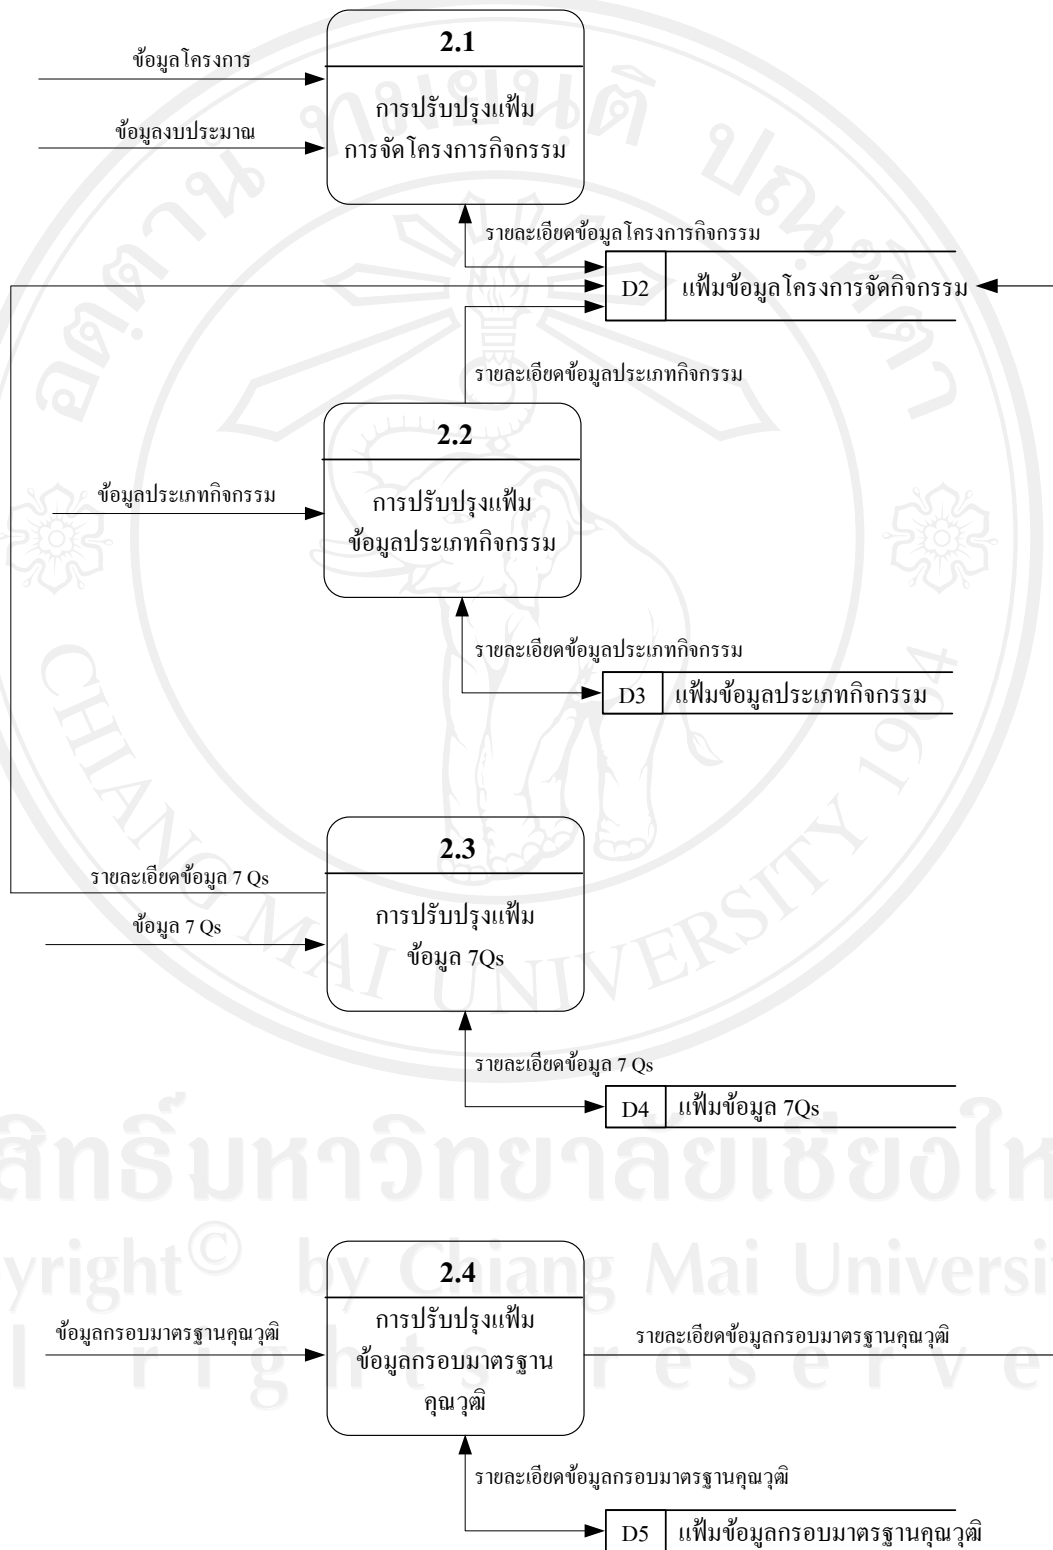 2.1
ข้อมูลโครงการ
การปรับปรุงแฟ้ม
ข้อมูลงบประมาณ
การจัดโครงการกิจกรรม
รายละเอียดข้อมูลโครงการกิจกรรม
D2 แฟ้มข้อมูลโครงการจัดกิจกรรม
รายละเอียดข้อมูลประเภทกิจกรรม
2.2
ข้อมูลประเภทกิจกรรม
การปรับปรุงแฟ้ม
ข้อมูลประเภทกิจกรรม
รายละเอียดข้อมูลประเภทกิจกรรม
D3 แฟ้มข้อมูลประเภทกิจกรรม
2.3
รายละเอียดข้อมูล 7 Qs
การปรับปรุงแฟ้ม
ข้อมูล 7 Qs
ข้อมูล 7Qs
รายละเอียดข้อมูล 7 Qs
D4 แฟ้มข้อมูล 7Qs
2.4
การปรับปรุงแฟ้ม
ข้อมูลกรอบมาตรฐานคุณวุฒิ
รายละเอียดข้อมูลกรอบมาตรฐานคุณวุฒิ
ข้อมูลกรอบมาตรฐาน
คุณวุฒิ
รายละเอียดข้อมูลกรอบมาตรฐานคุณวุฒิ
D5 แฟ้มข้อมูลกรอบมาตรฐานคุณวุฒิ
อตฺตานํ ทมยนฺติ ปณฺฑิตา
CHIANG MAI UNIVERSITY 1964
สิทธิ์มหาวิทยาลัยเชียงให
yright© by Chiang Mai Universi
l rights reserve